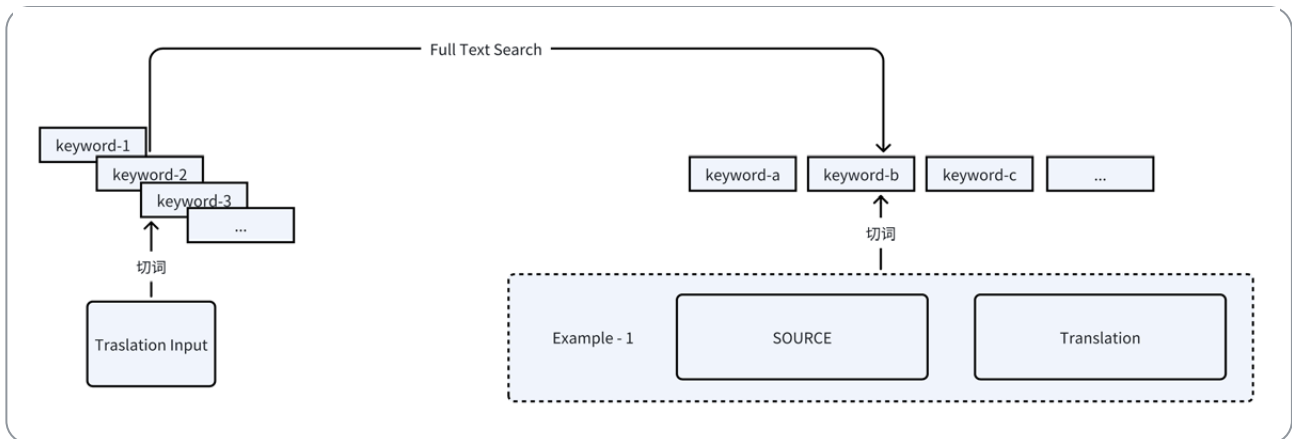 Full Text Search
keyword-1
keyword-2
keyword-3
...
切词
Traslation Input
keyword-a
keyword-b
keyword-c
...
切词
Example - 1
SOURCE
Translation